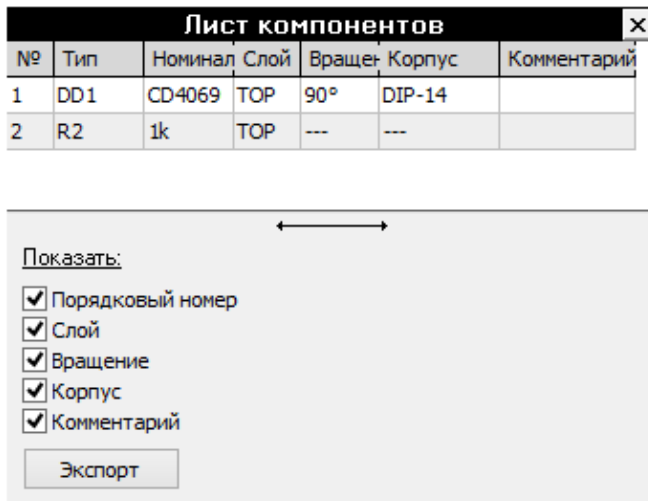 Лист компонентов
№ Тип Номинал Слой Вращен Корпус Комментарий
1 DD1 CD4069 TOP 90° DIP-14
2 R2 1k TOP --- ---
Показать:
Порядковый номер
Слой
Вращение
Корпус
Комментарий
Экспорт